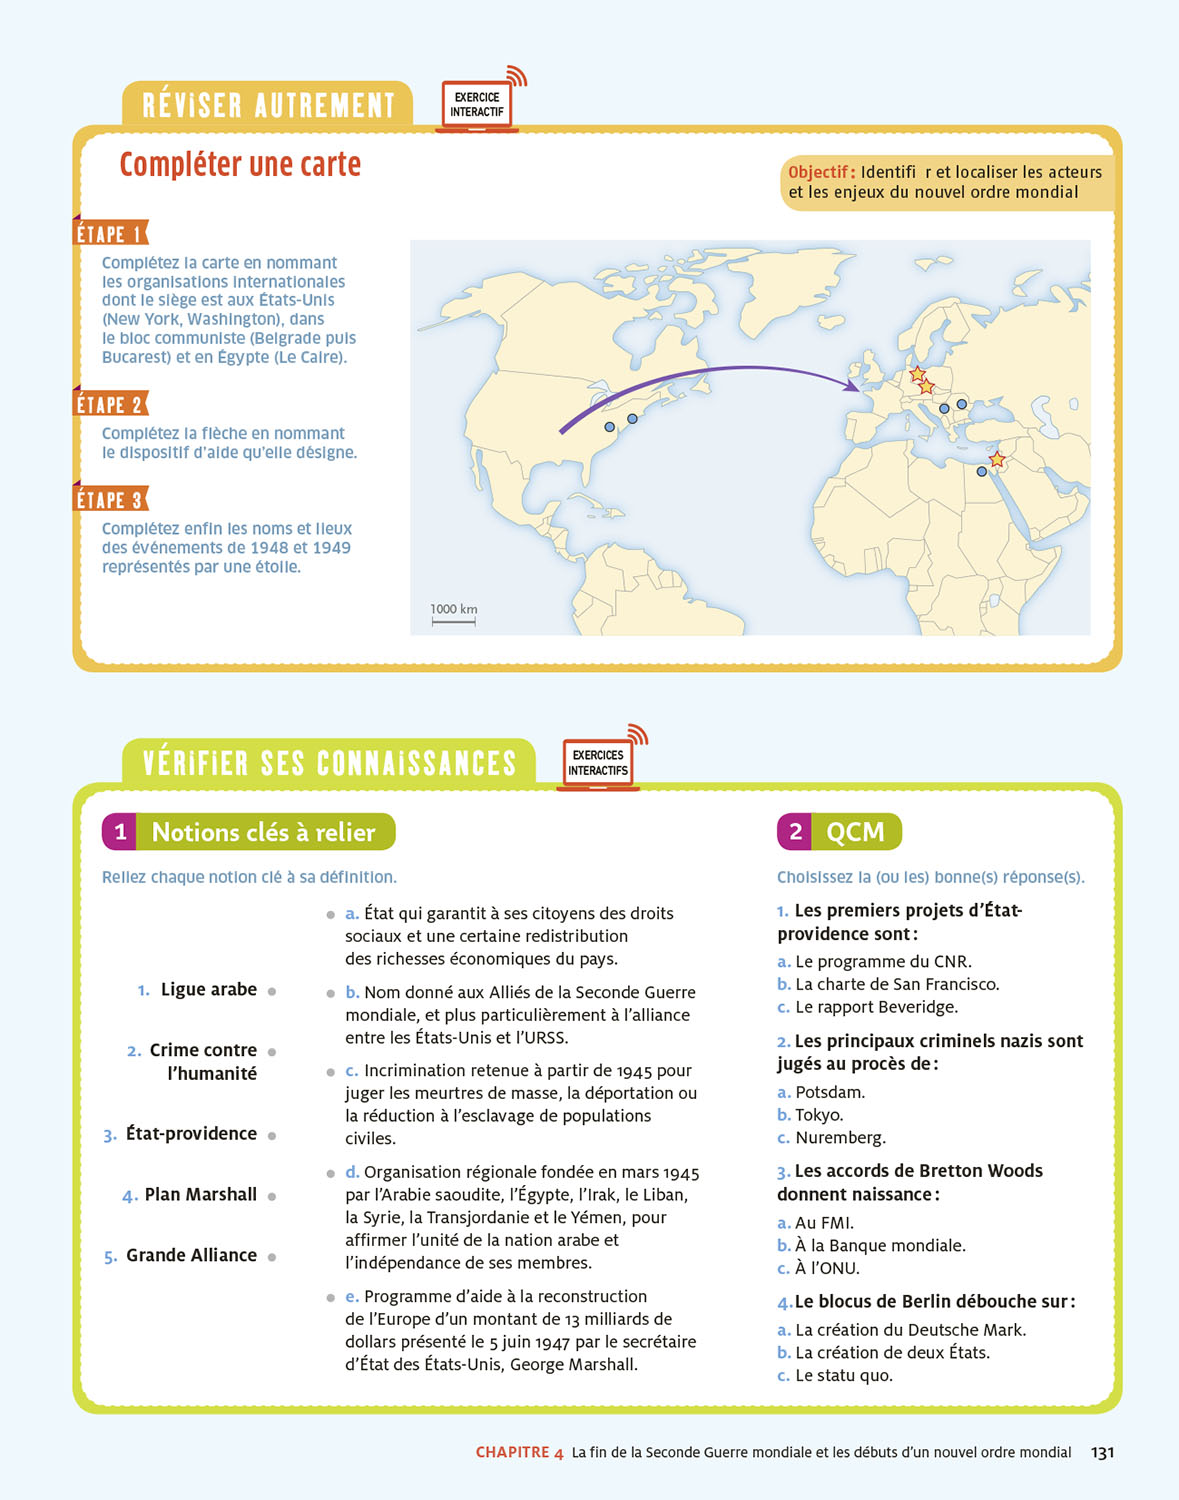 RÉViSER AUTREMENT
EXERCICE
INTERACTIF
Compléter une carte
Objectif : Identifi r et localiser les acteurs
et les enjeux du nouvel ordre mondial
ÉTAPE 1
Complétez la carte en nommant
les organisations internationales
dont le siège est aux États-Unis
(New York, Washington), dans
le bloc communiste (Belgrade puis
Bucarest) et en Égypte (Le Caire).
ÉTAPE 2
Complétez la flèche en nommant
le dispositif d'aide qu'elle désigne.
ÉTAPE 3
Complétez enfin les noms et lieux
des événements de 1948 et 1949
représentés par une étoile.
1000 km
VÉRiFiER SES CONNAiSSANCES
EXERCICES
INTERACTIFS
1 Notions clés à relier
Reliez chaque notion clé à sa définition.
1. Ligue arabe
2. Crime contre
l'humanité
3. État-providence
4. Plan Marshall
5. Grande Alliance
a. État qui garantit à ses citoyens des droits
sociaux et une certaine redistribution
des richesses économiques du pays.
b. Nom donné aux Alliés de la Seconde Guerre
mondiale, et plus particulièrement à l'alliance
entre les États-Unis et l'URSS.
c. Incrimination retenue à partir de 1945 pour
juger les meurtres de masse, la déportation ou
la réduction à l'esclavage de populations
civiles.
d. Organisation régionale fondée en mars 1945
par l'Arabie saoudite, l'Égypte, l'Irak, le Liban,
la Syrie, la Transjordanie et le Yémen, pour
affirmer l'unité de la nation arabe et
l'indépendance de ses membres.
e. Programme d'aide à la reconstruction
de l'Europe d'un montant de 13 milliards de
dollars présenté le 5 juin 1947 par le secrétaire
d'État des États-Unis, George Marshall.
2 QCM
Choisissez la (ou les) bonne(s) réponse(s).
1. Les premiers projets d'État-
providence sont :
a. Le programme du CNR.
b. La charte de San Francisco.
c. Le rapport Beveridge.
2. Les principaux criminels nazis sont
jugés au procès de :
a. Potsdam.
b. Tokyo.
c. Nuremberg.
3. Les accords de Bretton Woods
donnent naissance :
a. Au FMI.
b. À la Banque mondiale.
c. À l'ONU.
4. Le blocus de Berlin débouche sur :
a. La création du Deutsche Mark.
b. La création de deux États.
c. Le statu quo.
CHAPITRE 4 La fin de la Seconde Guerre mondiale et les débuts d'un nouvel ordre mondial 131